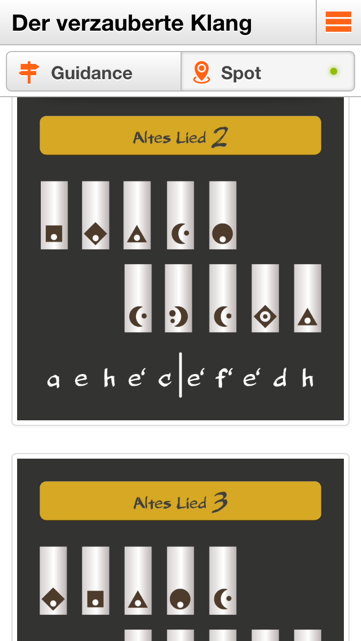 Der verzauberte Klang
Guidance
Spot
Altes Lied 2
a e h e‘ c | e‘ f‘ e‘ d h
Altes Lied 3